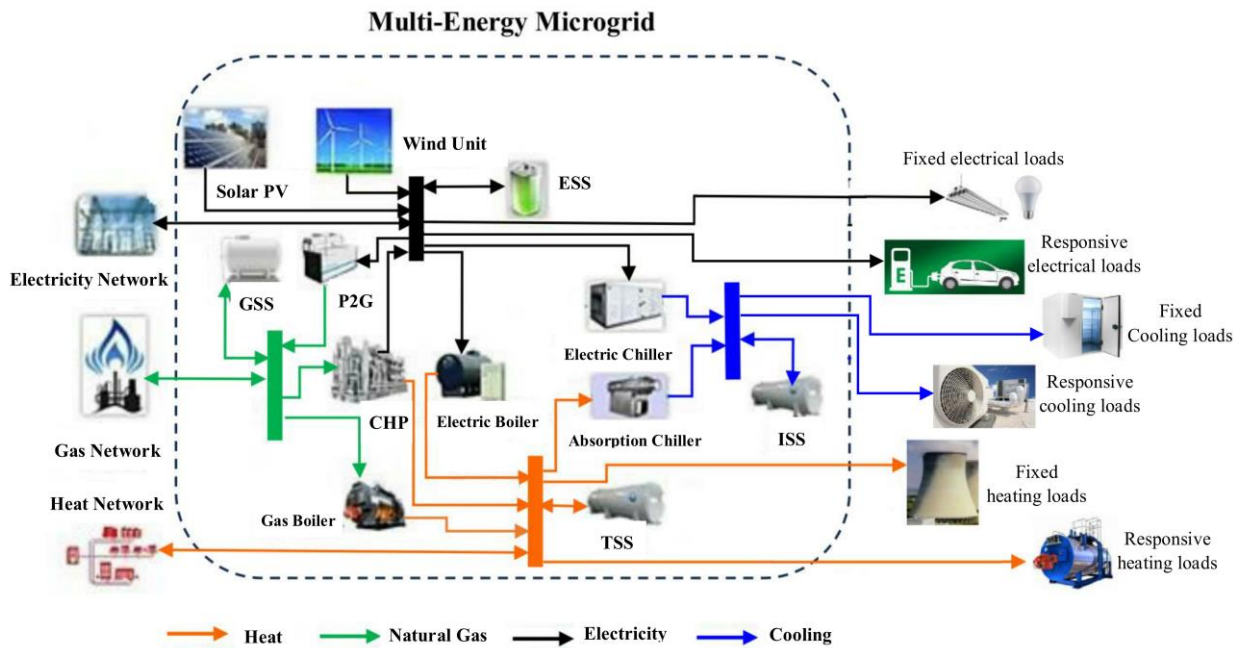 Multi-Energy Microgrid
Wind Unit
Solar PV
ESS
Fixed electrical loads
Electricity Network
GSS
P2G
Responsive
electrical loads
E
Electric Chiller
Fixed
Cooling loads
Gas Network
CHP
Electric Boiler
Absorption Chiller
ISS
Responsive
cooling loads
Heat Network
Gas Boiler
TSS
Fixed
heating loads
Responsive
heating loads
Heat
Natural Gas
Electricity
Cooling